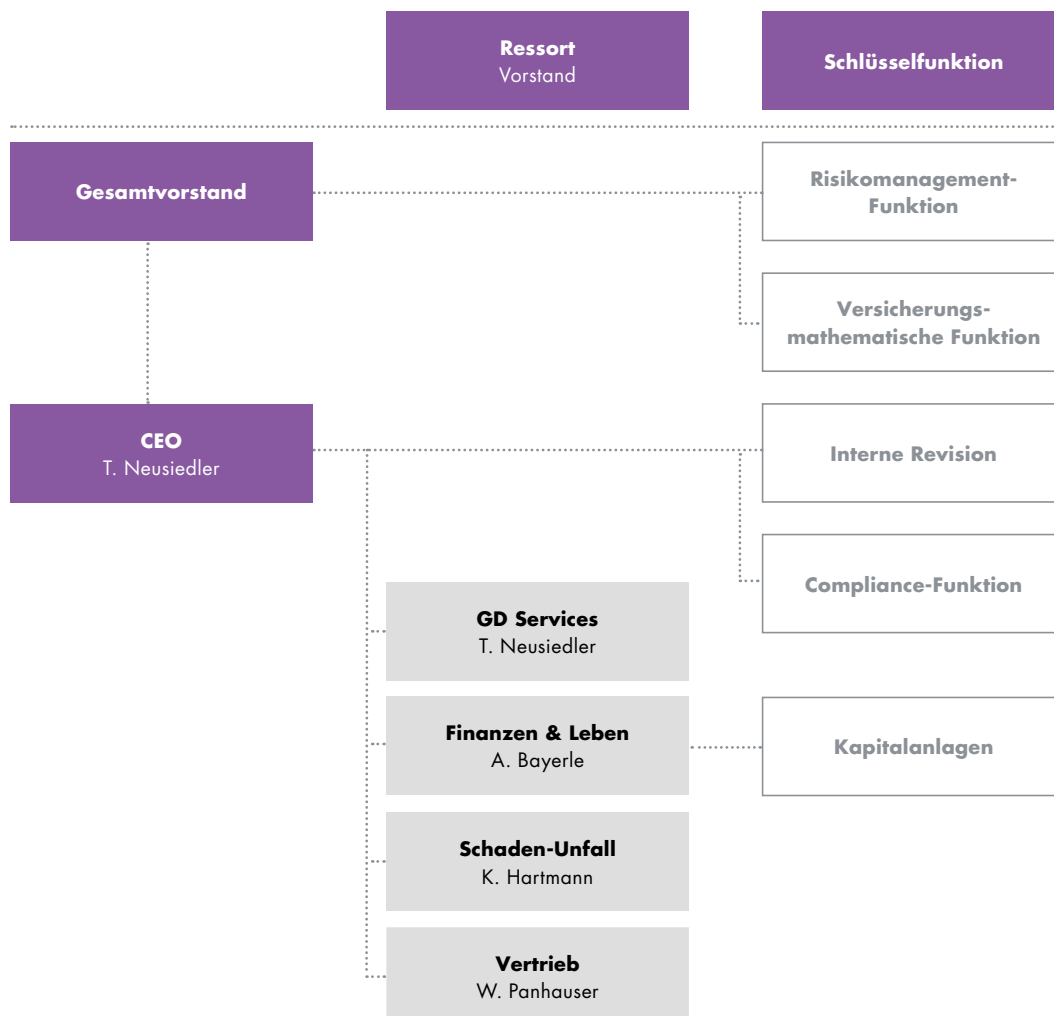 Ressort
Vorstand
Schlüsselfunktion
Gesamtvorstand
Risikomanagement-
Funktion
Versicherungs-
mathematische Funktion
CEO
T. Neusiedler
Interne Revision
Compliance-Funktion
GD Services
T. Neusiedler
Finanzen & Leben
A. Bayerle
Kapitalanlagen
Schaden-Unfall
K. Hartmann
Vertrieb
W. Panhauser